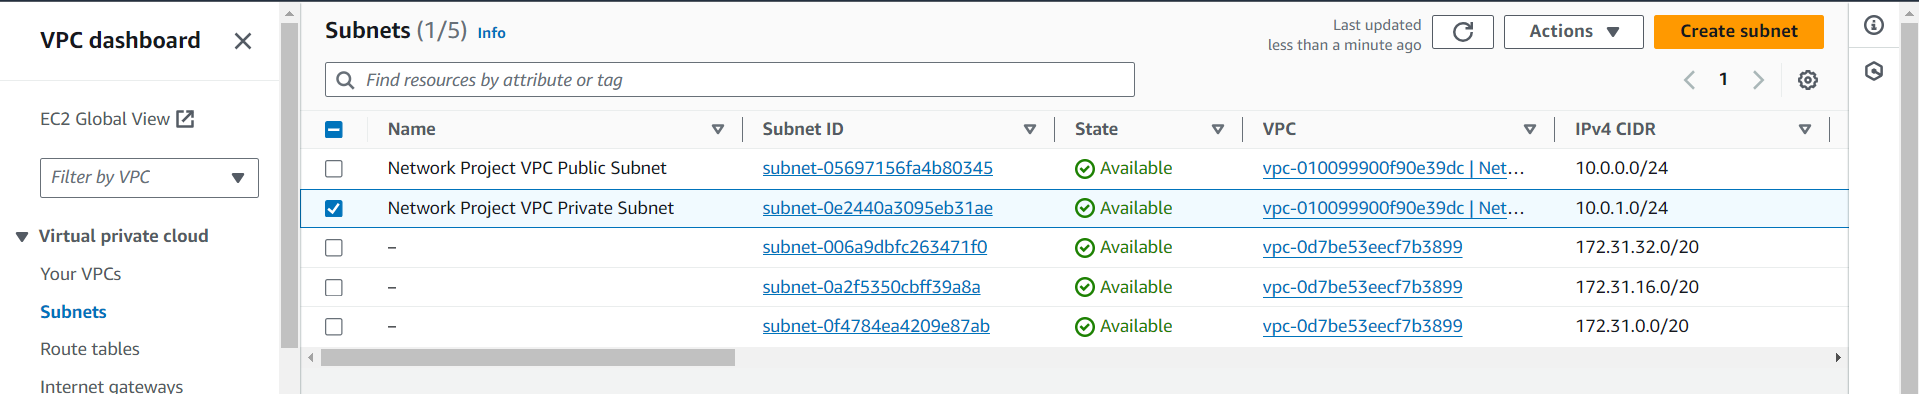 VPC dashboard
EC2 Global View
Filter by VPC
Virtual private cloud
Your VPCs
Subnets
Route tables
Internet gateways
Subnets (1/5) Info
Last updated
less than a minute ago
Actions
Create subnet
Find resources by attribute or tag
1
Name Subnet ID State VPC IPv4 CIDR
Network Project VPC Public Subnet subnet-05697156fa4b80345 Available vpc-010099900f90e39dc | Net... 10.0.0.0/24
Network Project VPC Private Subnet subnet-0e2440a3095eb31ae Available vpc-010099900f90e39dc | Net... 10.0.1.0/24
– subnet-006a9dbfc263471f0 Available vpc-0d7be53eecf7b3899 172.31.32.0/20
– subnet-0a2f5350cbff39a8a Available vpc-0d7be53eecf7b3899 172.31.16.0/20
– subnet-0f4784ea4209e87ab Available vpc-0d7be53eecf7b3899 172.31.0.0/20